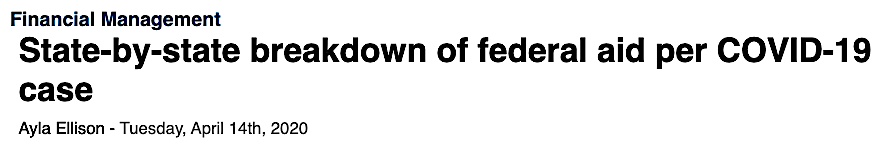 Financial Management
State-by-state breakdown of federal aid per COVID-19
case
Ayla Ellison - Tuesday, April 14th, 2020